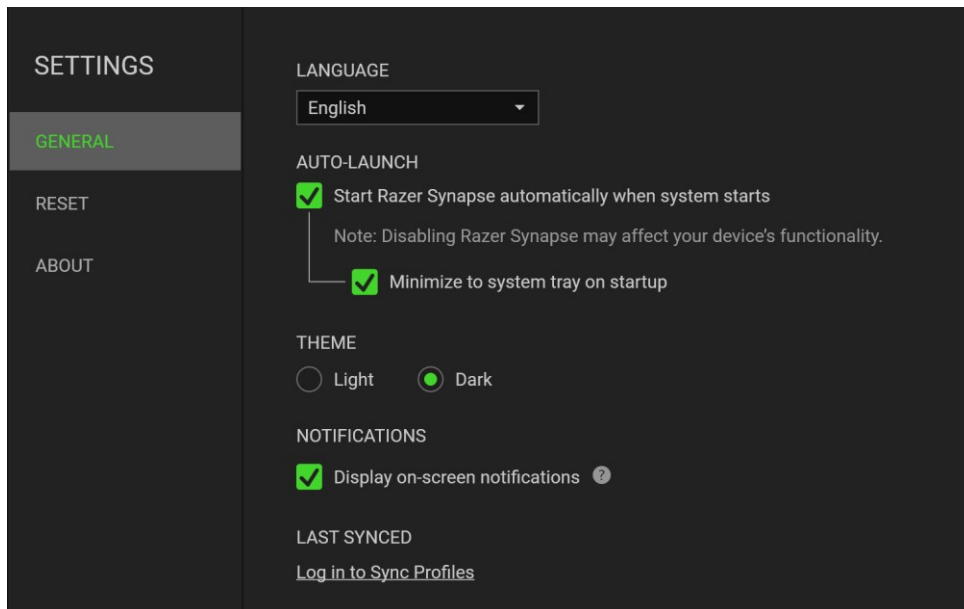 SETTINGS
GENERAL
RESET
ABOUT
LANGUAGE
English
AUTO-LAUNCH
Start Razer Synapse automatically when system starts
Note: Disabling Razer Synapse may affect your device’s functionality.
Minimize to system tray on startup
THEME
Light
Dark
NOTIFICATIONS
Display on-screen notifications ?
LAST SYNCED
Log in to Sync Profiles